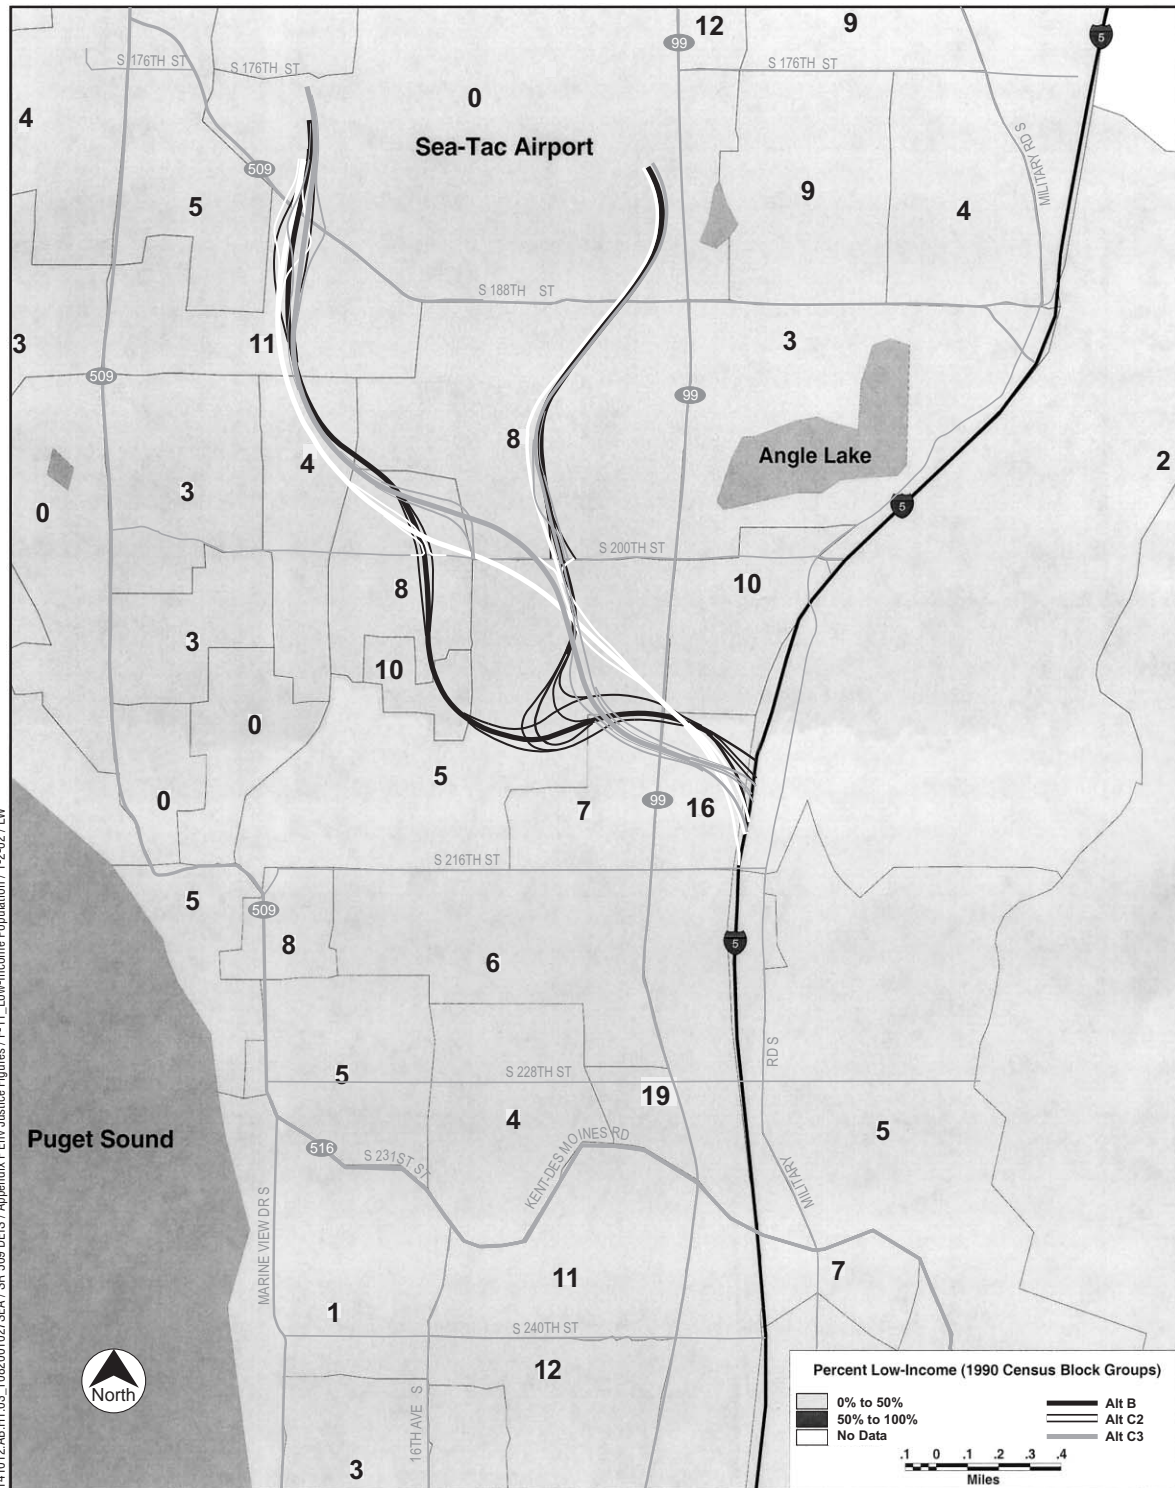 12
9
99
5
S 176TH ST
S 176TH ST
S 176TH ST
0
4
Sea-Tac Airport
MILITARY RD S
509
9
5
4
S 188TH ST
3
11
3
509
99
8
Angle Lake
4
2
3
0
5
S 200TH ST
8
10
3
10
0
5
0
7
99
16
S 216TH ST
5
509
8
5
6
RD S
5
S 228TH ST
19
4
5
Puget Sound
516
S 231ST ST
KENT-DES MOINES RD
MILITARY
MARINE VIEW DR S
7
11
1
S 240TH ST
12
North
16TH AVE S
3
Percent Low-Income (1990 Census Block Groups)
0% to 50%
50% to 100%
No Data
Alt B
Alt C2
Alt C3
.1 0 .1 .2 .3 .4
Miles